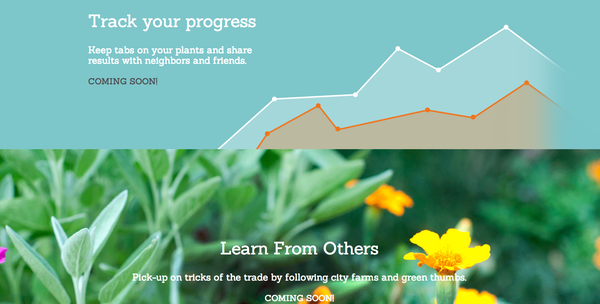 Track your progress
Keep tabs on your plants and share
results with neighbors and friends.
COMING SOON!
Learn From Others
Pick-up on tricks of the trade by following city farms and green thumbs.
COMING SOON!